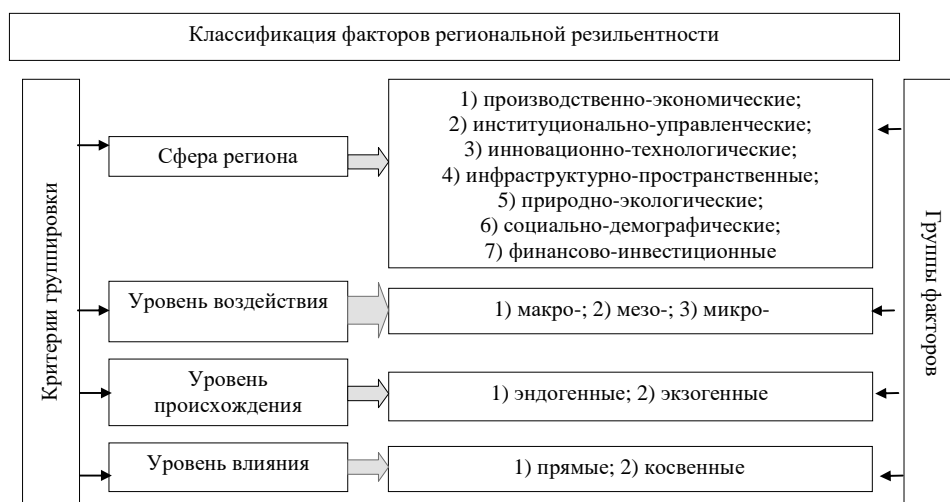 Классификация факторов региональной резильентности
Критерии группировки
Сфера региона
1) производственно-экономические;
2) институционально-управленческие;
3) инновационно-технологические;
4) инфраструктурно-пространственные;
5) природно-экологические;
6) социально-демографические;
7) финансово-инвестиционные
Уровень воздействия
1) макро-; 2) мезо-; 3) микро-
Уровень
происхождения
1) эндогенные; 2) экзогенные
Уровень влияния
1) прямые; 2) косвенные
Группы факторов